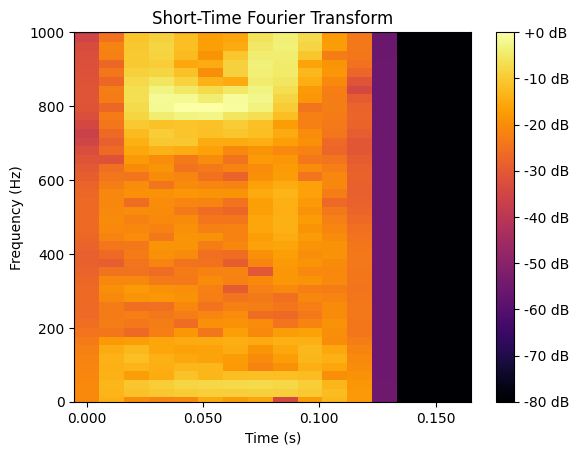 Short-Time Fourier Transform
1000
800
600
400
200
0
Frequency (Hz)
0.000
0.050
0.100
0.150
Time (s)
+0 dB
-10 dB
-20 dB
-30 dB
-40 dB
-50 dB
-60 dB
-70 dB
-80 dB